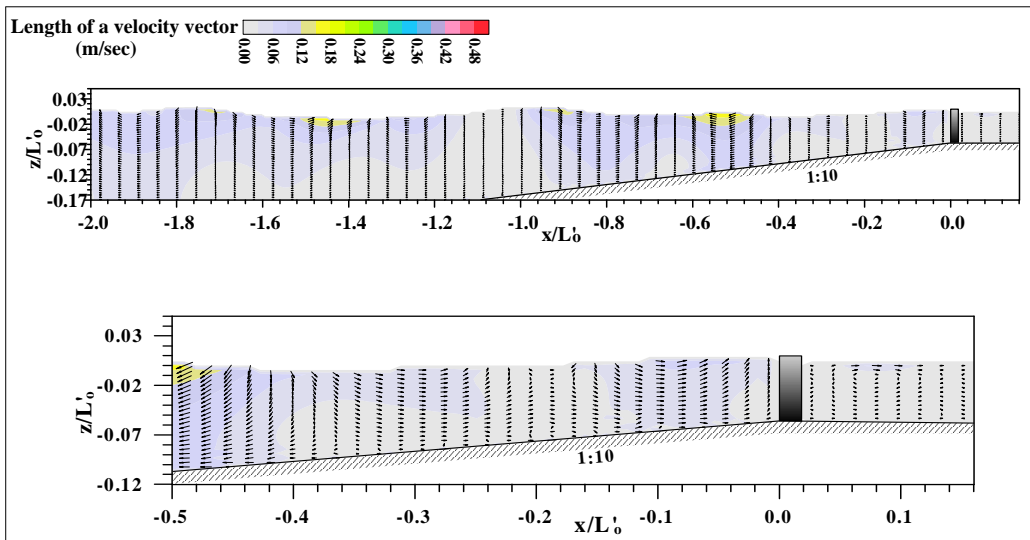 Length of a velocity vector
(m/sec)
0.00 0.06 0.12 0.18 0.24 0.30 0.36 0.42 0.48
0.03
-0.02
-0.07
-0.12
-0.17
z/L'o
1:10
-2.0 -1.8 -1.6 -1.4 -1.2 -1.0 -0.8 -0.6 -0.4 -0.2 0.0
x/L'o
0.03
-0.02
-0.07
-0.12
z/L'o
1:10
-0.5 -0.4 -0.3 -0.2 -0.1 0.0 0.1
x/L'o